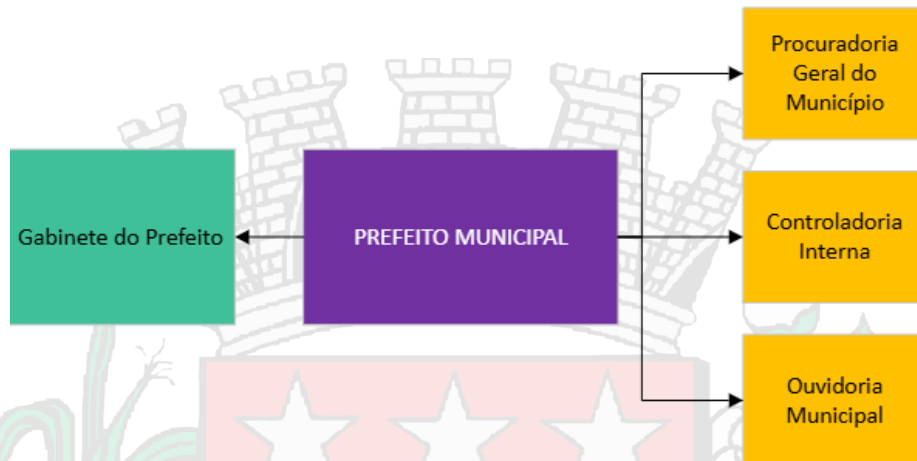 Procuradoria
Geral do
Município
Gabinete do Prefeito
PREFEITO MUNICIPAL
Controladoria
Interna
Ouvidoria
Municipal